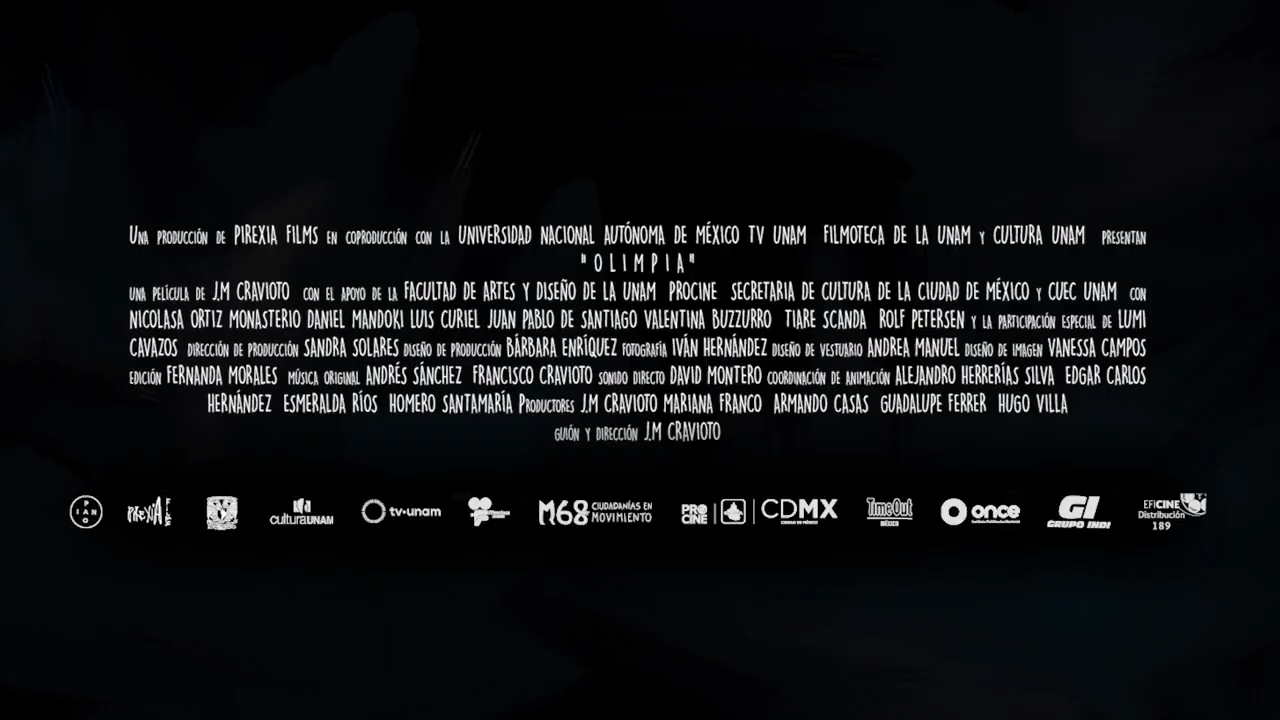 Una producción de PIREXIA FILMS en coproducción con la UNIVERSIDAD NACIONAL AUTÓNOMA DE MÉXICO TV UNAM FILMOTECA DE LA UNAM y CULTURA UNAM presentan
"OLIMPIA"
una película de J.M CRAVIOTO con el apoyo de la FACULTAD DE ARTES Y DISEÑO DE LA UNAM PROCINE SECRETARIA DE CULTURA DE LA CIUDAD DE MÉXICO y CUEC UNAM con
NICOLASA ORTIZ MONASTERIO DANIEL MANDOKI LUIS CURIEL JUAN PABLO DE SANTIAGO VALENTINA BUZZURRO TIARE SCANDA ROLF PETERSEN y la participación especial de LUMI
CAVAZOS dirección de producción SANDRA SOLARES diseño de producción BÁRBARA ENRÍQUEZ fotografía IVÁN HERNÁNDEZ diseño de vestuario ANDREA MANUEL diseño de imagen VANESSA CAMPOS
edición FERNANDA MORALES música original ANDRÉS SÁNCHEZ FRANCISCO CRAVIOTO sonido directo DAVID MONTERO coordinación de animación ALEJANDRO HERRERÍAS SILVA EDGAR CARLOS
HERNÁNDEZ ESMERALDA RÍOS HOMERO SANTAMARÍA Productores J.M CRAVIOTO MARIANA FRANCO ARMANDO CASAS GUADALUPE FERRER HUGO VILLA
guión y dirección J.M CRAVIOTO
PIANO
PIREXIA FILMS
culturaUNAM
tv·unam
M68 CIUDADANÍAS EN MOVIMIENTO
PROCINE
CDMX
CIUDAD DE MÉXICO
TimeOut
MÉXICO
once
GI
GRUPO INDI
EFICINE
Distribución
189